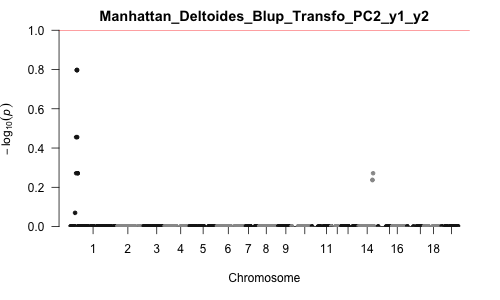 Manhattan_Deltoides_Blup_Transfo_PC2_y1_y2
− log₁₀(p)
1.0
0.8
0.6
0.4
0.2
0.0
1 2 3 4 5 6 7 8 9 11 14 16 18
Chromosome